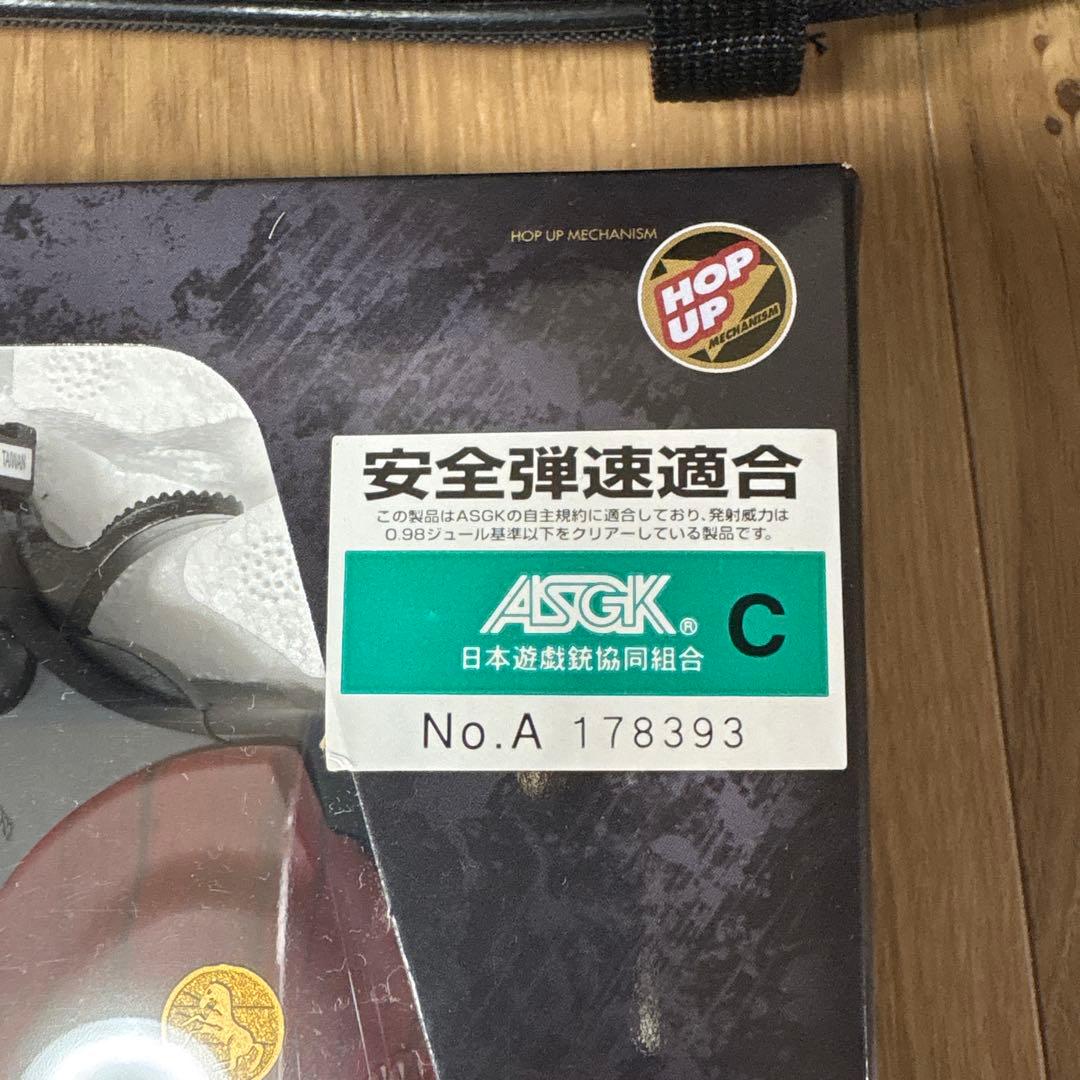 HOP UP MECHANISM
HOP
UP
MECHANISM
TAIWAN
安全弾速適合
この製品はASGKの自主規約に適合しており、発射威力は
0.98ジュール基準以下をクリアーしている製品です。
ASGK® C
日本遊戯銃協同組合
No.A 178393